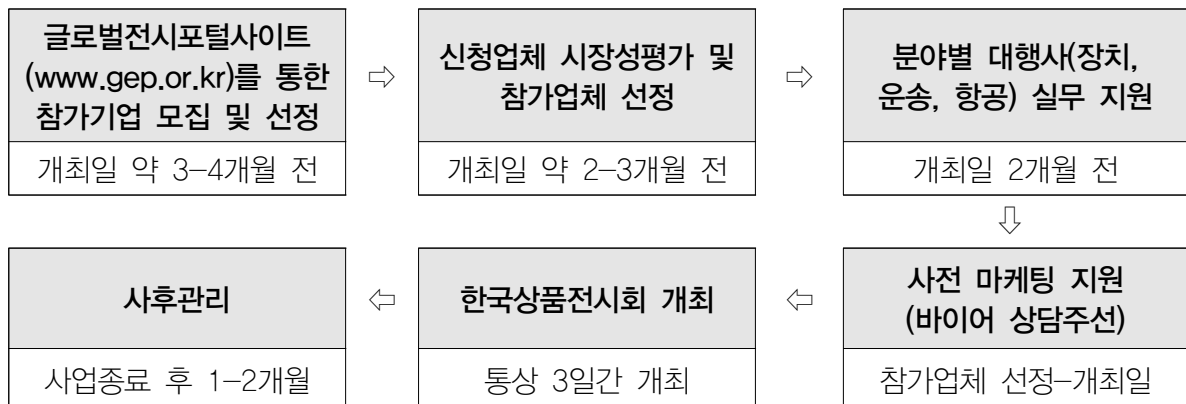 글로벌전시포털사이트
(www.gep.or.kr)를 통한
참가기업 모집 및 선정
개최일 약 3-4개월 전
⇨
신청업체 시장성평가 및
참가업체 선정
개최일 약 2-3개월 전
⇨
분야별 대행사(장치,
운송, 항공) 실무 지원
개최일 2개월 전
⇩
사전 마케팅 지원
(바이어 상담주선)
참가업체 선정-개최일
⇦
한국상품전시회 개최
통상 3일간 개최
⇦
사후관리
사업종료 후 1-2개월